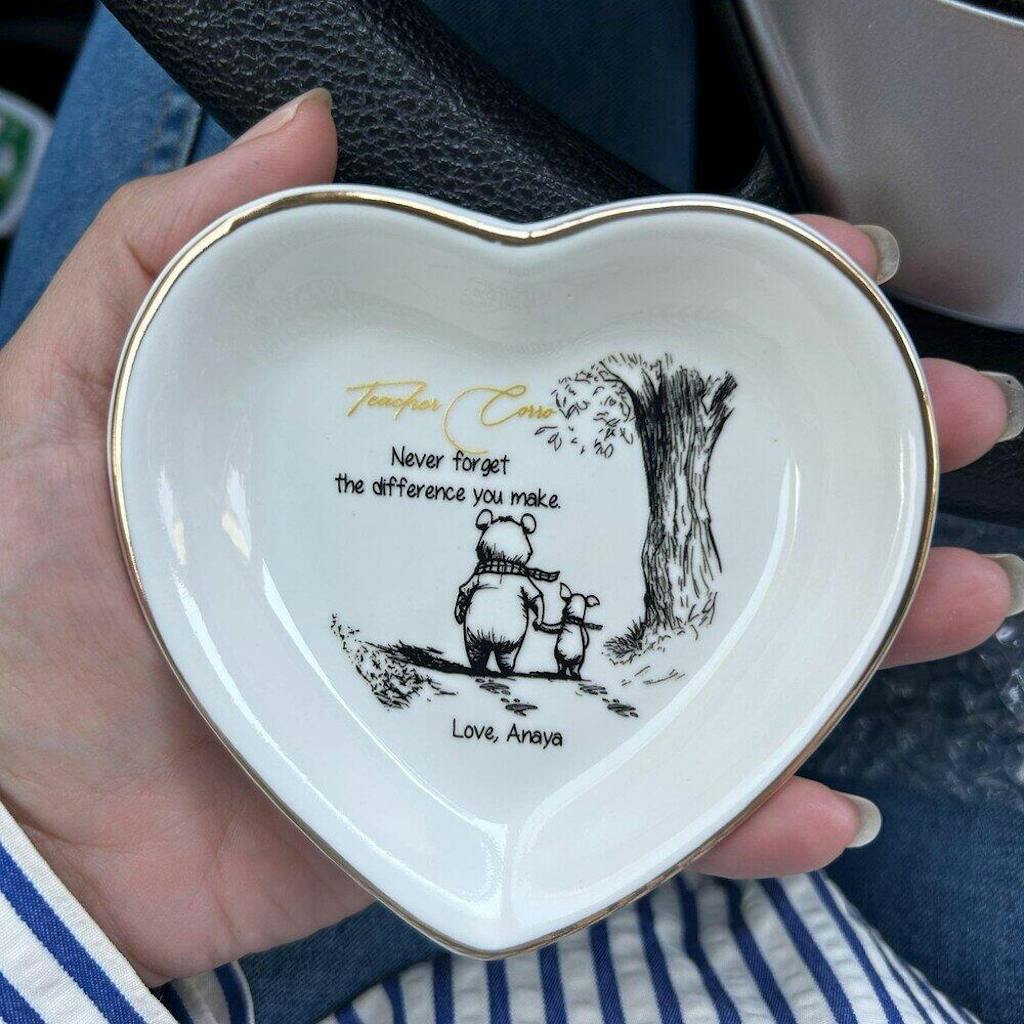 Teacher Corro
Never forget
the difference you make.
Love, Anaya